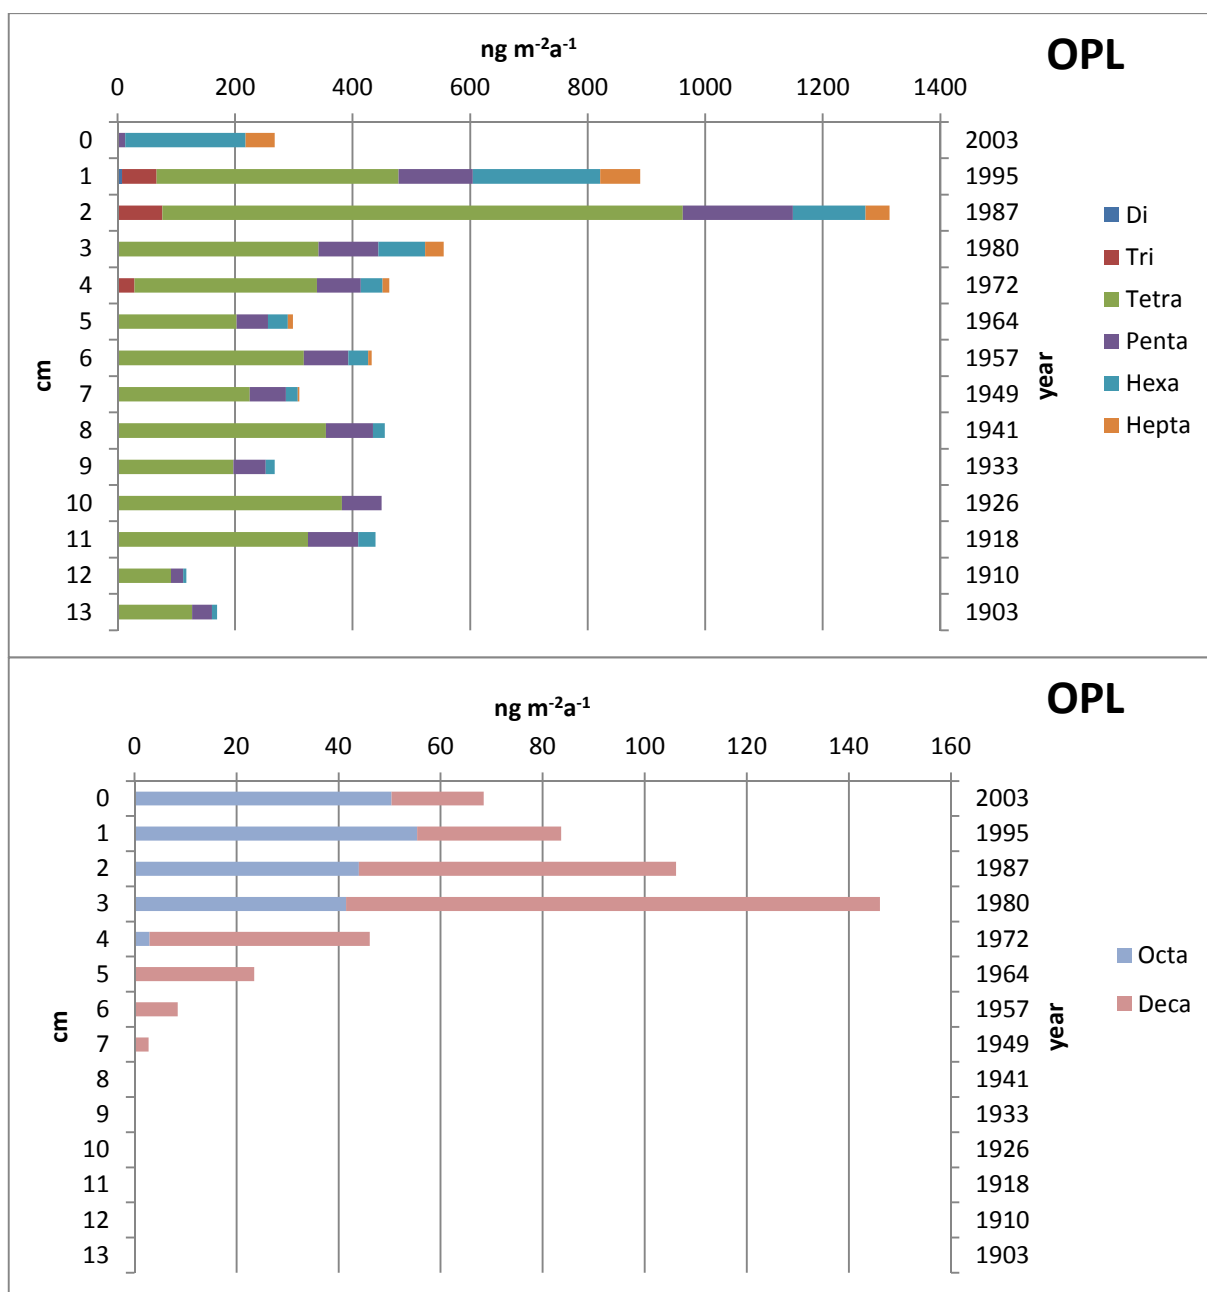 ng m-2a-1 OPL
0 200 400 600 800 1000 1200 1400
0 2003
1 1995
2 1987
3 1980
4 1972
5 1964
6 1957
7 1949
8 1941
9 1933
10 1926
11 1918
12 1910
13 1903
cm
year
Di
Tri
Tetra
Penta
Hexa
Hepta
ng m-2a-1 OPL
0 20 40 60 80 100 120 140 160
0 2003
1 1995
2 1987
3 1980
4 1972
5 1964
6 1957
7 1949
8 1941
9 1933
10 1926
11 1918
12 1910
13 1903
cm
year
Octa
Deca